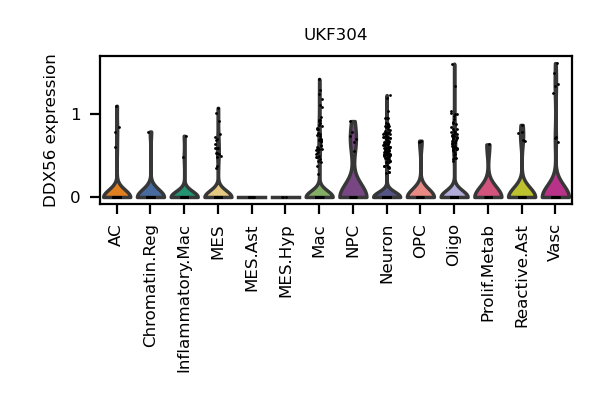 UKF304
DDX56 expression
1
0
AC
Chromatin.Reg
Inflammatory.Mac
MES
MES.Ast
MES.Hyp
Mac
NPC
Neuron
OPC
Oligo
Prolif.Metab
Reactive.Ast
Vasc